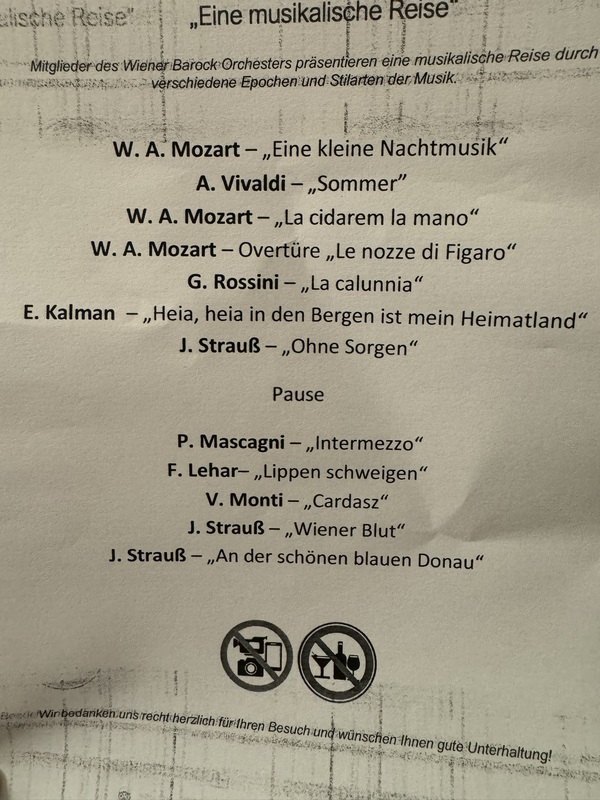 alische Reise" „Eine musikalische Reise"
Mitglieder des Wiener Barock Orchesters präsentieren eine musikalische Reise durch
verschiedene Epochen und Stilarten der Musik.
W. A. Mozart – „Eine kleine Nachtmusik“
A. Vivaldi – „Sommer”
W. A. Mozart – „La cidarem la mano“
W. A. Mozart – Overtüre „Le nozze di Figaro“
G. Rossini – „La calunnia“
E. Kalman – „Heia, heia in den Bergen ist mein Heimatland“
J. Strauß – „Ohne Sorgen“
Pause
P. Mascagni – „Intermezzo“
F. Lehar– „Lippen schweigen“
V. Monti – „Cardasz“
J. Strauß – „Wiener Blut“
J. Strauß – „An der schönen blauen Donau“
Wir bedanken uns recht herzlich für Ihren Besuch und wünschen Ihnen gute Unterhaltung!